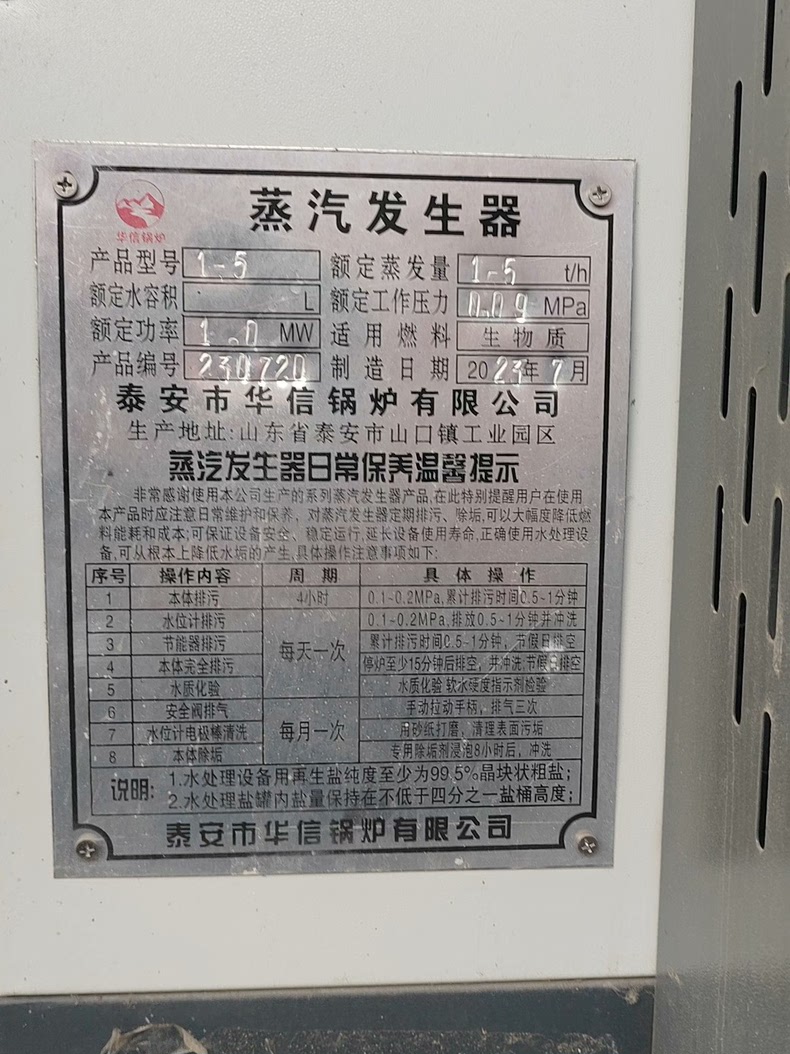 华信锅炉
蒸汽发生器
产品型号 1-5 额定蒸发量 1-5 t/h
额定水容积 L 额定工作压力 0.09 MPa
额定功率 1.0 MW 适用燃料 生物质
产品编号 230720 制造日期 2023年7月
泰安市华信锅炉有限公司
生产地址:山东省泰安市山口镇工业园区
蒸汽发生器日常保养温馨提示
非常感谢使用本公司生产的系列蒸汽发生器产品,在此特别提醒用户在使用
本产品时应注意日常维护和保养,对蒸汽发生器定期排污、除垢,可以大幅度降低燃
料能耗和成本;可保证设备安全、稳定运行,延长设备使用寿命,正确使用水处理设
备,可从根本上降低水垢的产生,具体操作注意事项如下:
序号 操作内容 周期 具体操作
1 本体排污 4小时 0.1~0.2MPa,累计排污时间0.5~1分钟
2 水位计排污 每天一次 0.1~0.2MPa,排放0.5~1分钟并冲洗
3 节能器排污 累计排污时间0.5~1分钟,节假日排空
4 本体完全排污 停炉至少15分钟后排空,并冲洗;节假日排空
5 水质化验 水质化验 软水硬度指示剂检验
6 安全阀排气 每月一次 手动拉动手柄,排气三次
7 水位计电极棒清洗 用砂纸打磨,清理表面污垢
8 本体除垢 专用除垢剂浸泡8小时后,冲洗
说明: 1.水处理设备用再生盐纯度至少为99.5%晶块状粗盐;
2.水处理盐罐内盐量保持在不低于四分之一盐桶高度;
泰安市华信锅炉有限公司